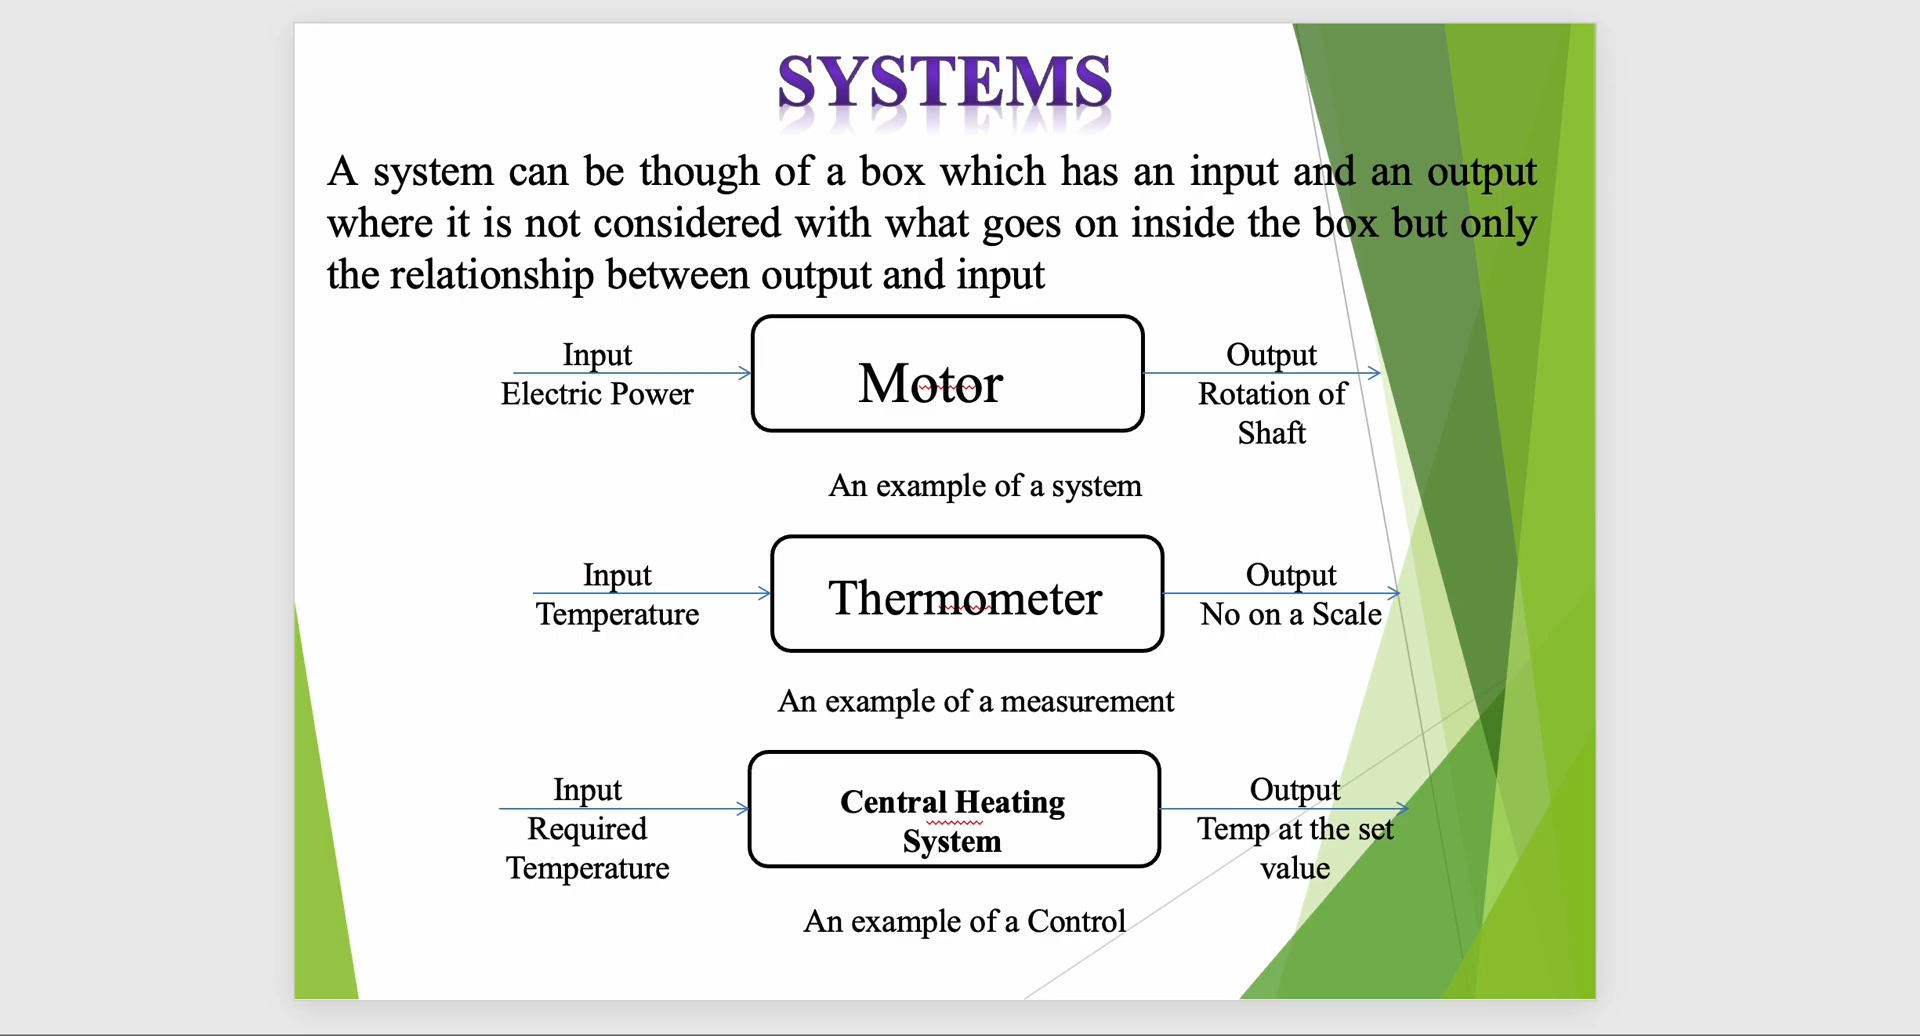 SYSTEMS
A system can be though of a box which has an input and an output
where it is not considered with what goes on inside the box but only
the relationship between output and input
Input
Electric Power
Motor
Output
Rotation of
Shaft
An example of a system
Input
Temperature
Thermometer
Output
No on a Scale
An example of a measurement
Input
Required
Temperature
Central Heating
System
Output
Temp at the set
value
An example of a Control